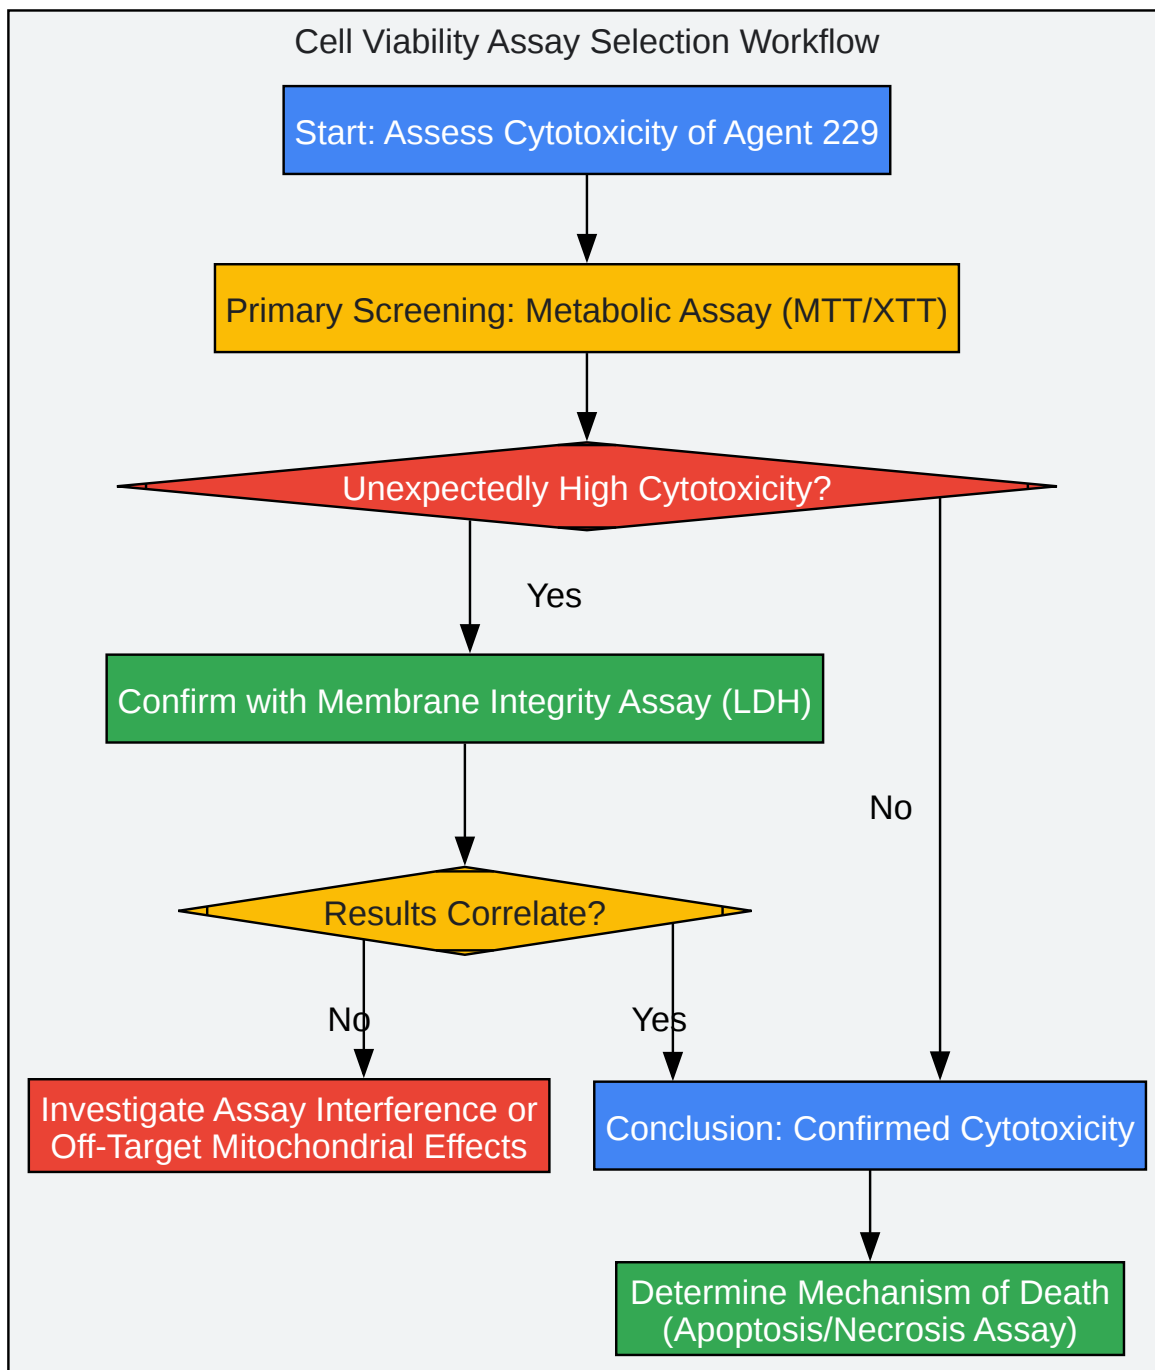 Cell Viability Assay Selection Workflow
Start: Assess Cytotoxicity of Agent 229
Primary Screening: Metabolic Assay (MTT/XTT)
Unexpectedly High Cytotoxicity?
Yes
Confirm with Membrane Integrity Assay (LDH)
No
Results Correlate?
No
Yes
Investigate Assay Interference or
Off-Target Mitochondrial Effects
Conclusion: Confirmed Cytotoxicity
Determine Mechanism of Death
(Apoptosis/Necrosis Assay)